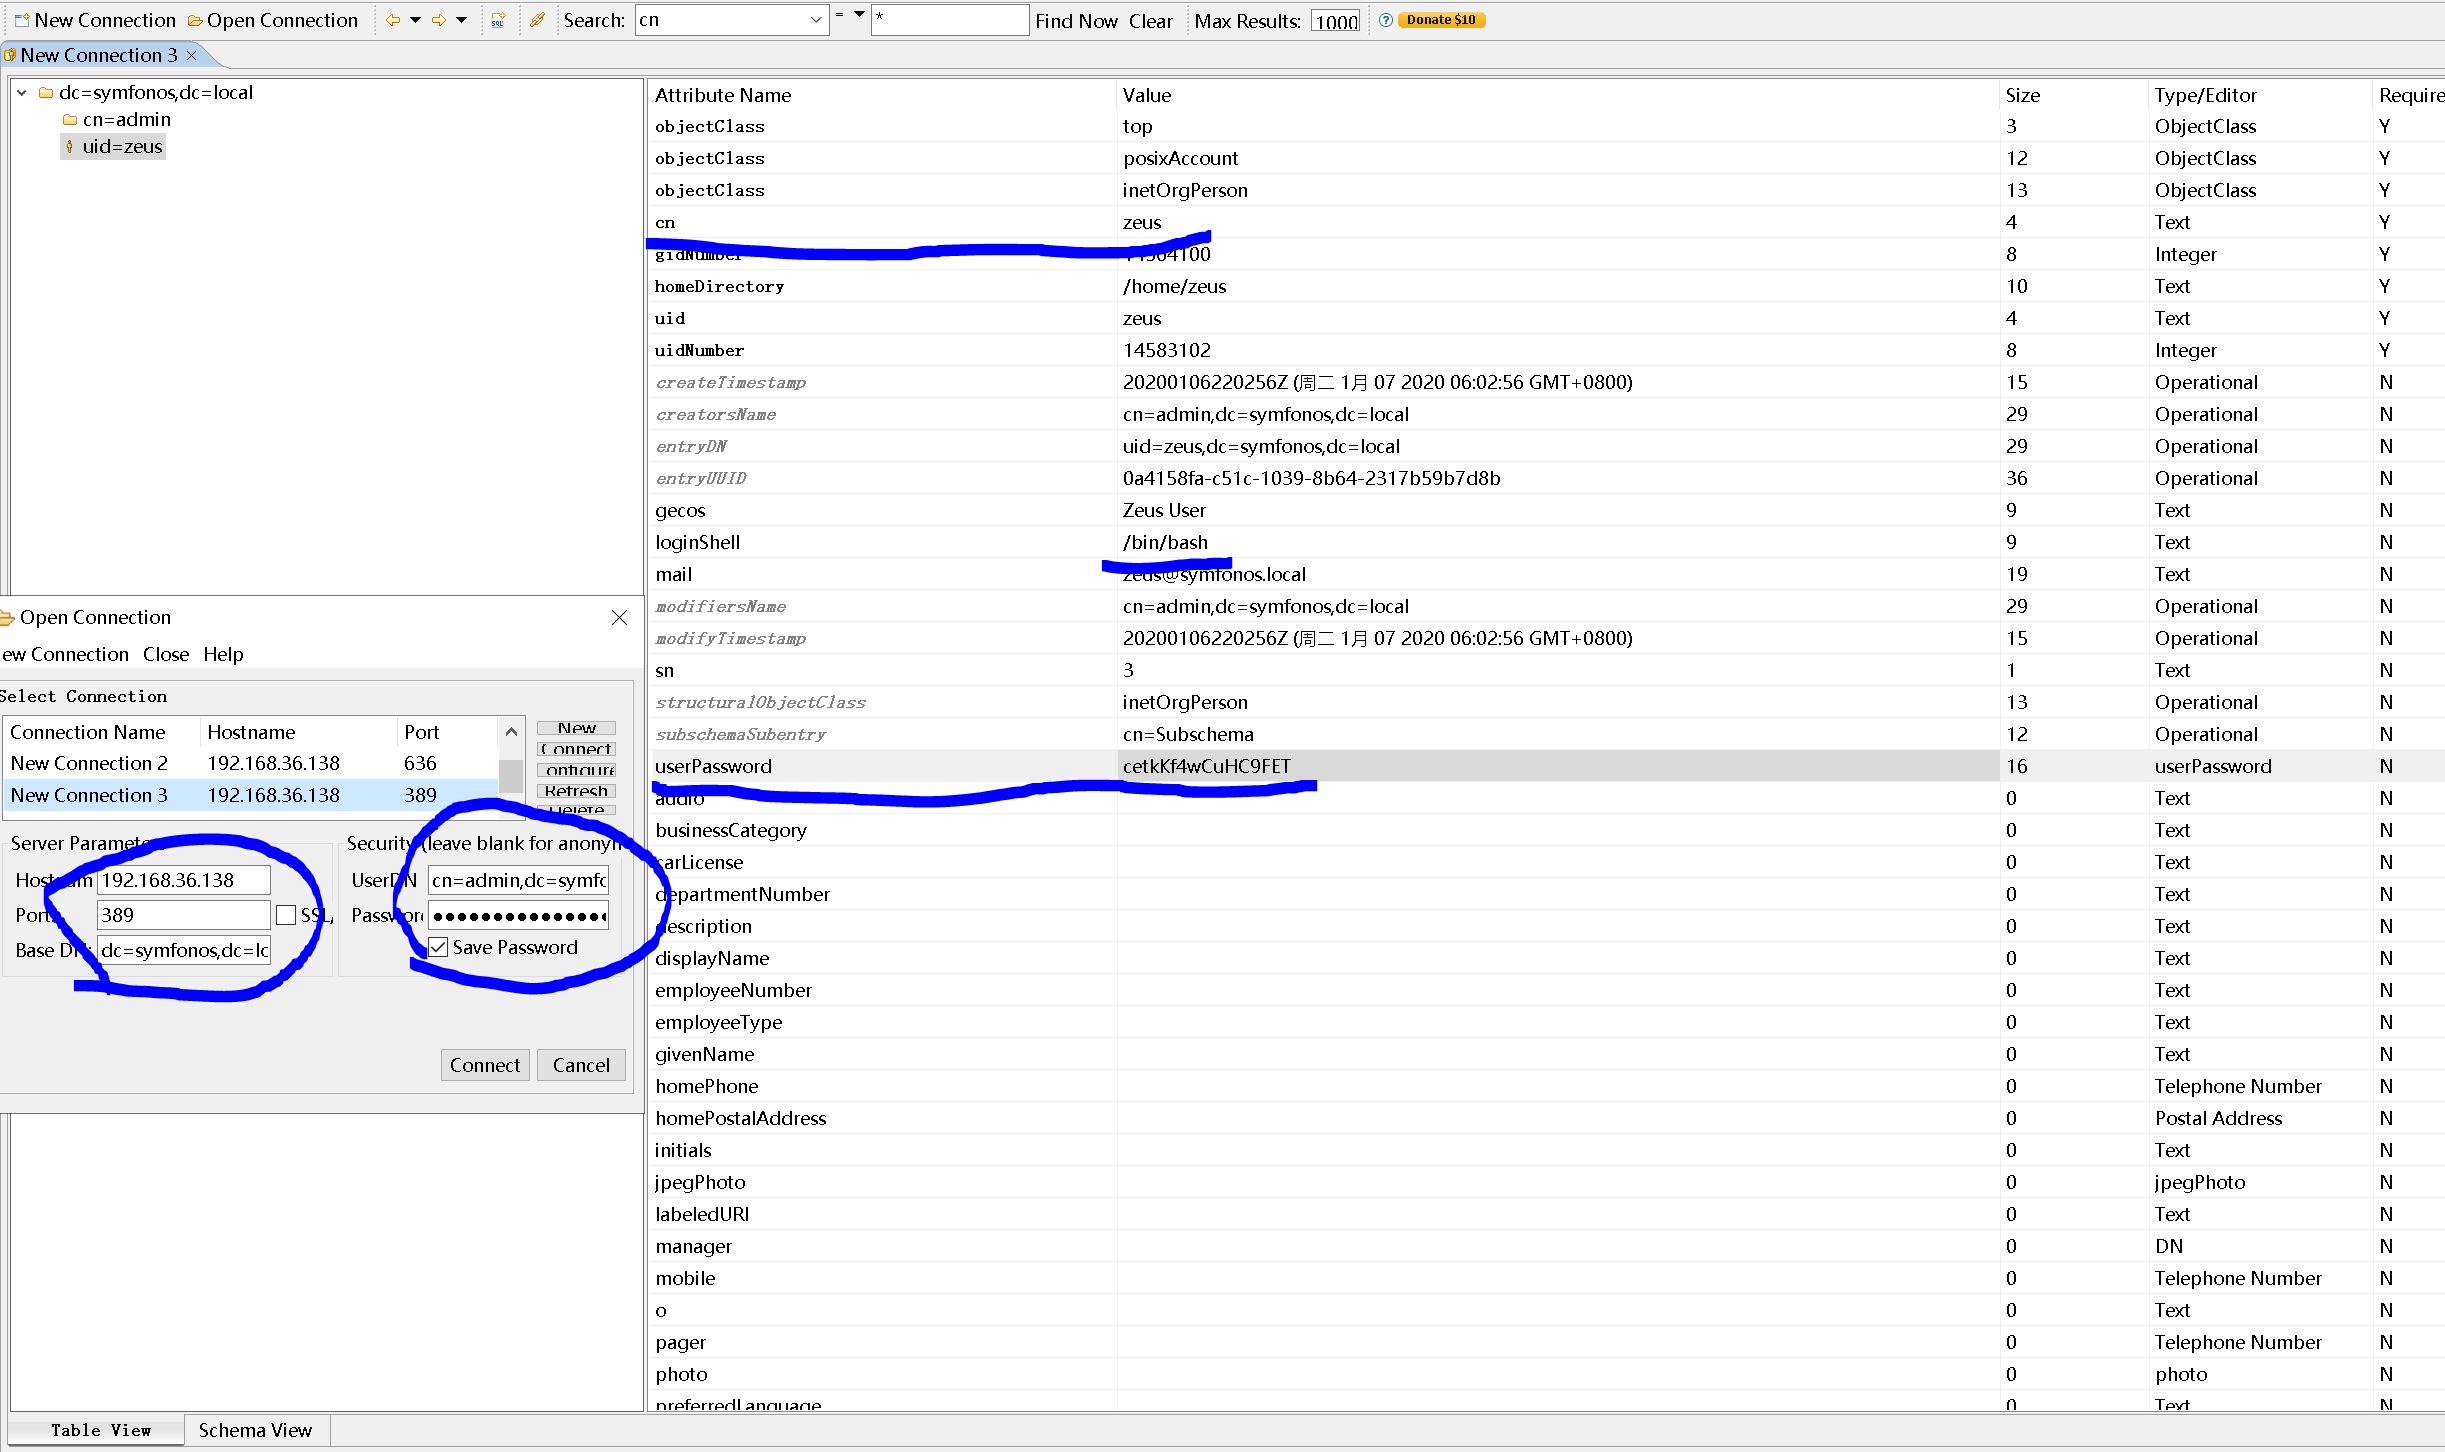 New Connection Open Connection Search: cn = * Find Now Clear Max Results: 1000 ? Donate $10
New Connection 3
dc=symfonos,dc=local
cn=admin
uid=zeus
Attribute Name Value Size Type/Editor Require
objectClass top 3 ObjectClass Y
objectClass posixAccount 12 ObjectClass Y
objectClass inetOrgPerson 13 ObjectClass Y
cn zeus 4 Text Y
gidNumber 8 Integer Y
homeDirectory /home/zeus 10 Text Y
uid zeus 4 Text Y
uidNumber 14583102 8 Integer Y
createTimestamp 20200106220256Z (周二 1月 07 2020 06:02:56 GMT+0800) 15 Operational N
creatorsName cn=admin,dc=symfonos,dc=local 29 Operational N
entryDN uid=zeus,dc=symfonos,dc=local 29 Operational N
entryUUID 0a4158fa-c51c-1039-8b64-2317b59b7d8b 36 Operational N
gecos Zeus User 9 Text N
loginShell /bin/bash 9 Text N
mail zeus@symfonos.local 19 Text N
modifiersName cn=admin,dc=symfonos,dc=local 29 Operational N
modifyTimestamp 20200106220256Z (周二 1月 07 2020 06:02:56 GMT+0800) 15 Operational N
sn 3 1 Text N
structuralObjectClass inetOrgPerson 13 Operational N
subschemaSubentry cn=Subschema 12 Operational N
userPassword cetkKf4wCuHC9FET 16 userPassword N
audio 0 Text N
businessCategory 0 Text N
carLicense 0 Text N
departmentNumber 0 Text N
description 0 Text N
displayName 0 Text N
employeeNumber 0 Text N
employeeType 0 Text N
givenName 0 Text N
homePhone 0 Telephone Number N
homePostalAddress 0 Postal Address N
initials 0 Text N
jpegPhoto 0 jpegPhoto N
labeledURI 0 Text N
manager 0 DN N
mobile 0 Telephone Number N
o 0 Text N
pager 0 Telephone Number N
photo 0 photo N
preferredLanguage 0 Text N
Open Connection
ew Connection Close Help
Select Connection
Connection Name Hostname Port
New Connection 2 192.168.36.138 636
New Connection 3 192.168.36.138 389
New
Connect
onfigure
Refresh
Delete
Server Paramete Security (leave blank for anonyn
Hostnam 192.168.36.138 UserDN cn=admin,dc=symfo
Port: 389 SSL, Passwor ●●●●●●●●●●●●●●●
Base DN: dc=symfonos,dc=lc Save Password
Connect Cancel
Table View Schema View